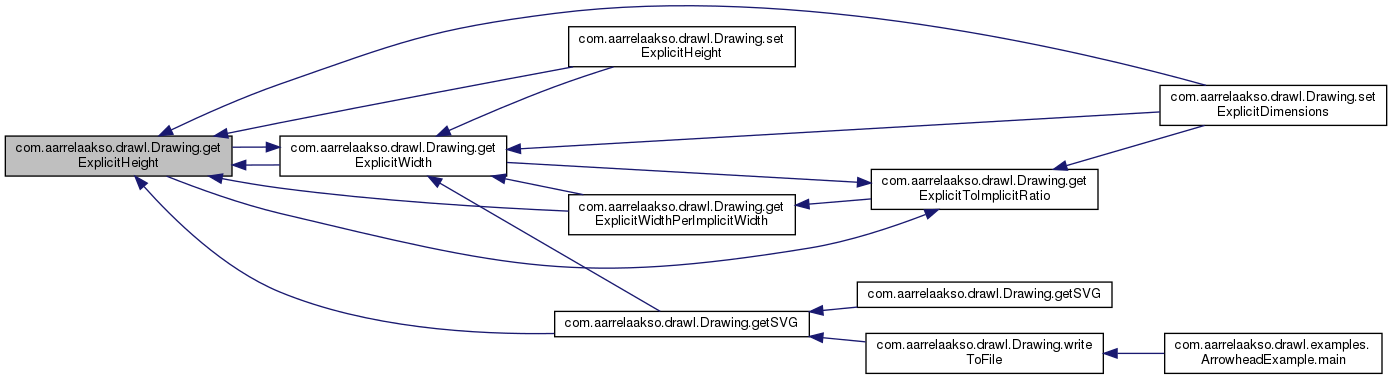 com.aarrelaakso.drawl.Drawing.get
ExplicitHeight
com.aarrelaakso.drawl.Drawing.get
ExplicitWidth
com.aarrelaakso.drawl.Drawing.set
ExplicitHeight
com.aarrelaakso.drawl.Drawing.get
ExplicitWidthPerImplicitWidth
com.aarrelaakso.drawl.Drawing.getSVG
com.aarrelaakso.drawl.Drawing.get
ExplicitToImplicitRatio
com.aarrelaakso.drawl.Drawing.getSVG
com.aarrelaakso.drawl.Drawing.write
ToFile
com.aarrelaakso.drawl.Drawing.set
ExplicitDimensions
com.aarrelaakso.drawl.examples.
ArrowheadExample.main